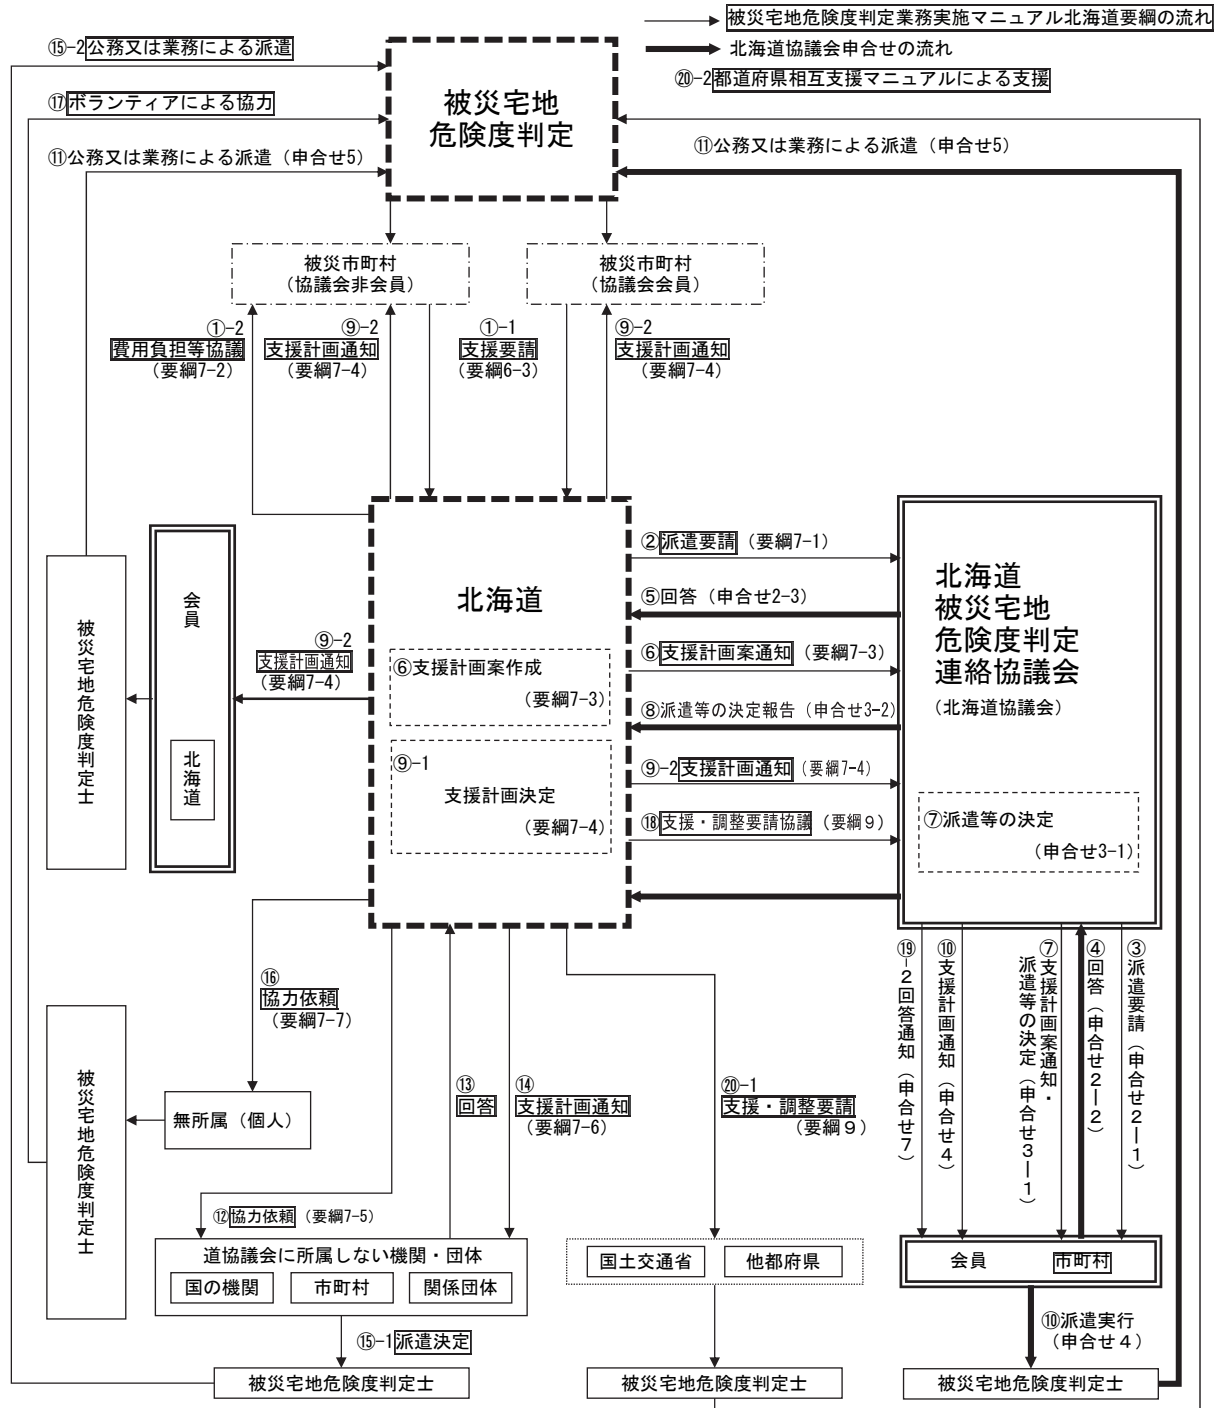 被災宅地危険度判定業務実施マニュアル北海道要綱の流れ
北海道協議会申合せの流れ
⑮-2公務又は業務による派遣
⑳-2都道府県相互支援マニュアルによる支援
⑰ボランティアによる協力
被災宅地
危険度判定
⑪公務又は業務による派遣（申合せ5）
⑪公務又は業務による派遣（申合せ5）
被災市町村
（協議会非会員）
被災市町村
（協議会会員）
①-2
費用負担等協議
（要綱7-2）
⑨-2
支援計画通知
（要綱7-4）
①-1
支援要請
（要綱6-3）
⑨-2
支援計画通知
（要綱7-4）
被災宅地危険度判定士
会員
北海道
⑨-2
支援計画通知
（要綱7-4）
北海道
⑥支援計画案作成
（要綱7-3）
⑨-1
支援計画決定
（要綱7-4）
②派遣要請（要綱7-1）
⑤回答（申合せ2-3）
⑥支援計画案通知（要綱7-3）
⑧派遣等の決定報告（申合せ3-2）
⑨-2支援計画通知（要綱7-4）
⑱支援・調整要請協議（要綱９）
北海道
被災宅地
危険度判定
連絡協議会
（北海道協議会）
⑦派遣等の決定
（申合せ3-1）
⑯
協力依頼
（要綱7-7）
被災宅地危険度判定士
無所属（個人）
⑬
回答
⑭
支援計画通知
（要綱7-6）
⑳-1
支援・調整要請
（要綱９）
③派遣要請（申合せ２ー１）
④回答（申合せ２ー２）
⑦支援計画案通知・
派遣等の決定（申合せ３ー１）
⑩支援計画通知（申合せ４）
⑲-２回答通知（申合せ７）
⑫協力依頼（要綱7-5）
道協議会に所属しない機関・団体
国の機関
市町村
関係団体
国土交通省
他都府県
会員
市町村
⑮-1派遣決定
⑩派遣実行
（申合せ４）
被災宅地危険度判定士
被災宅地危険度判定士
被災宅地危険度判定士